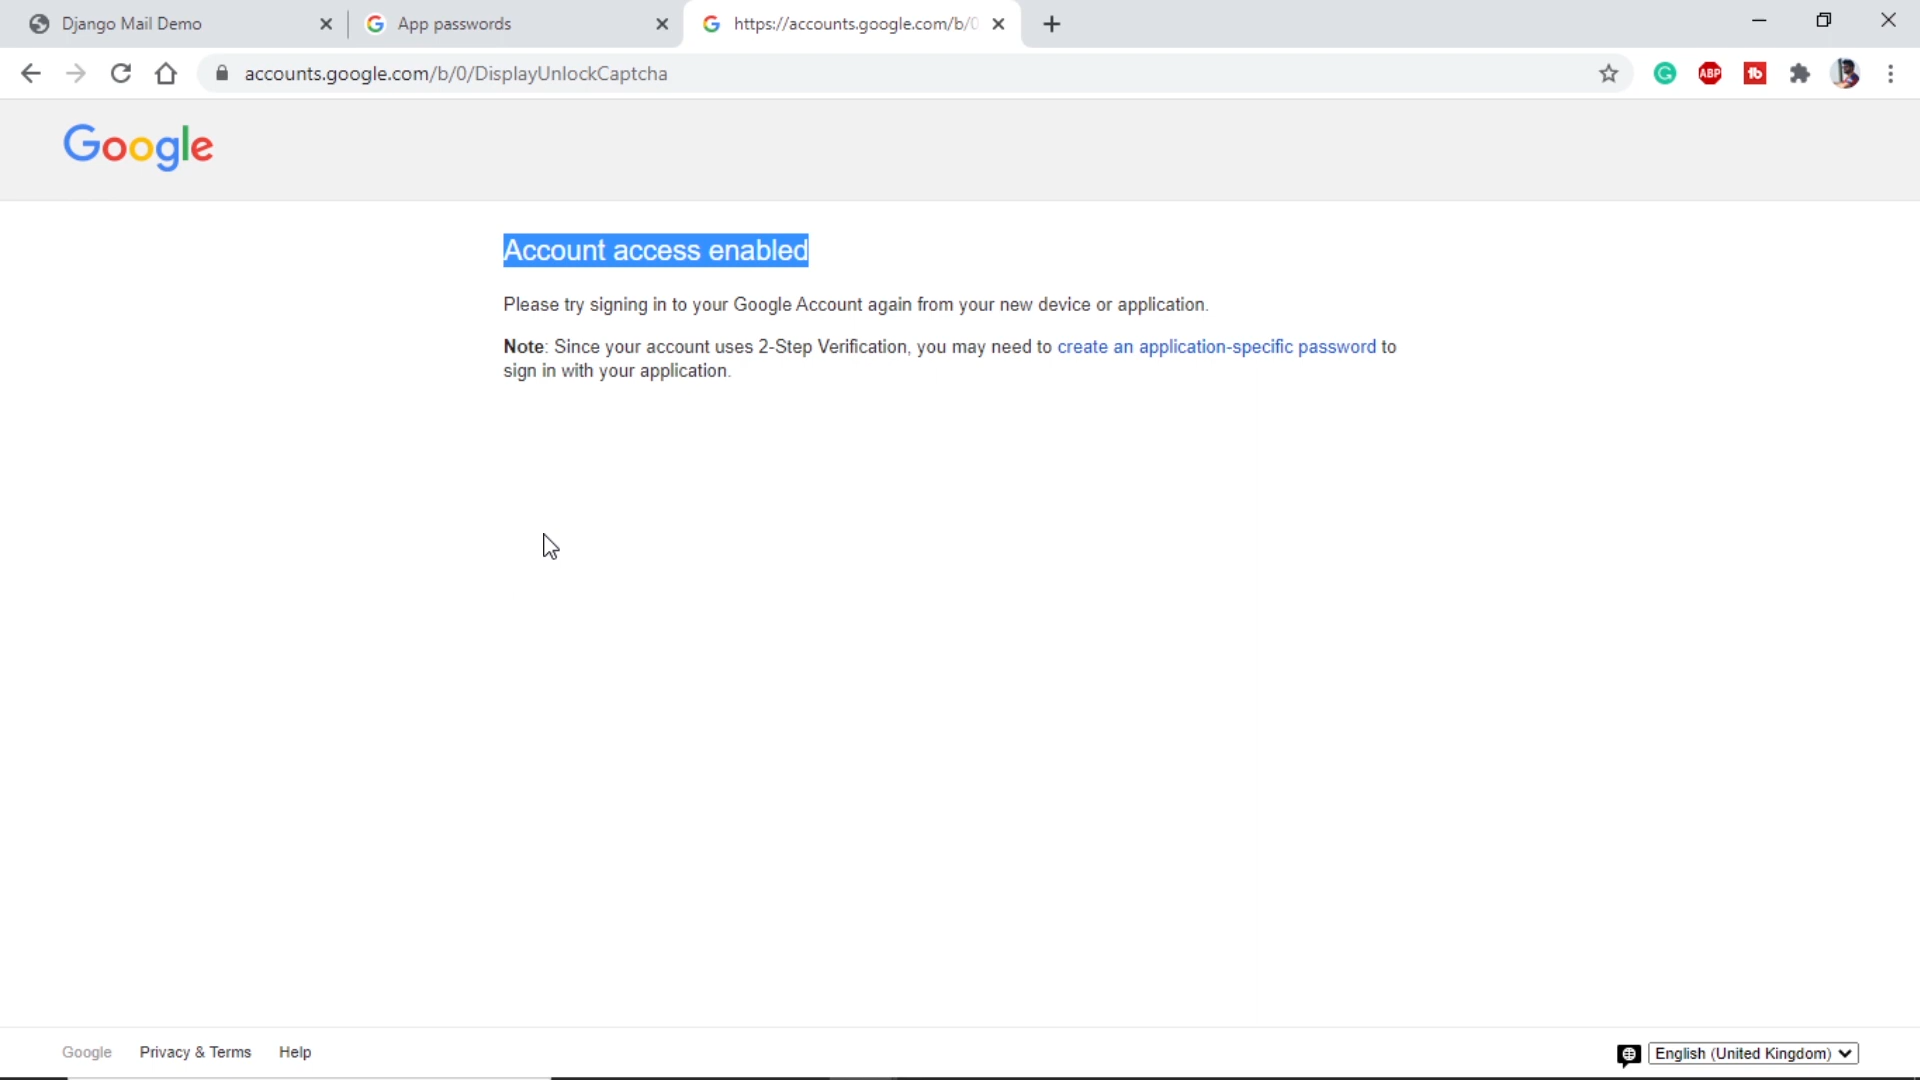 Django Mail Demo
App passwords
https://accounts.google.com/b/0
accounts.google.com/b/0/DisplayUnlockCaptcha
ABP
Google
Account access enabled
Please try signing in to your Google Account again from your new device or application.
Note: Since your account uses 2-Step Verification, you may need to create an application-specific password to
sign in with your application.
Google
Privacy & Terms
Help
English (United Kingdom)